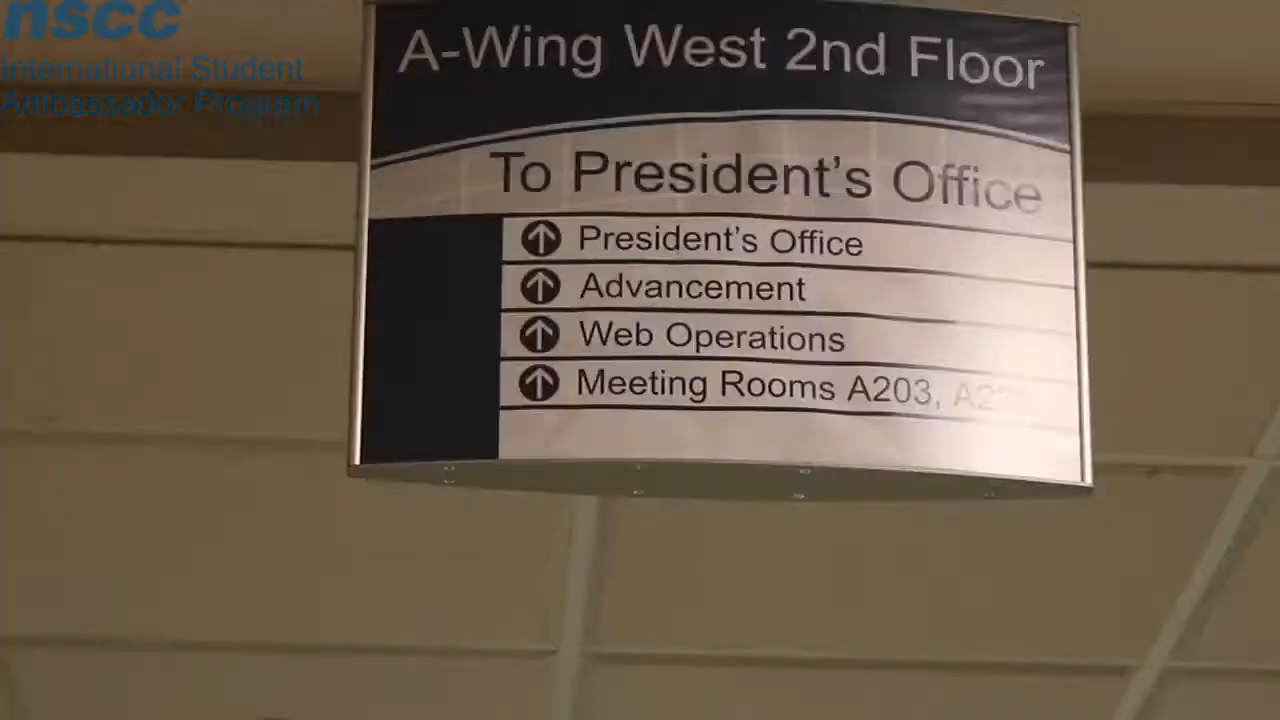 nscc
International Student
Ambassador Program
A-Wing West 2nd Floor
To President's Office
President's Office
Advancement
Web Operations
Meeting Rooms A203,